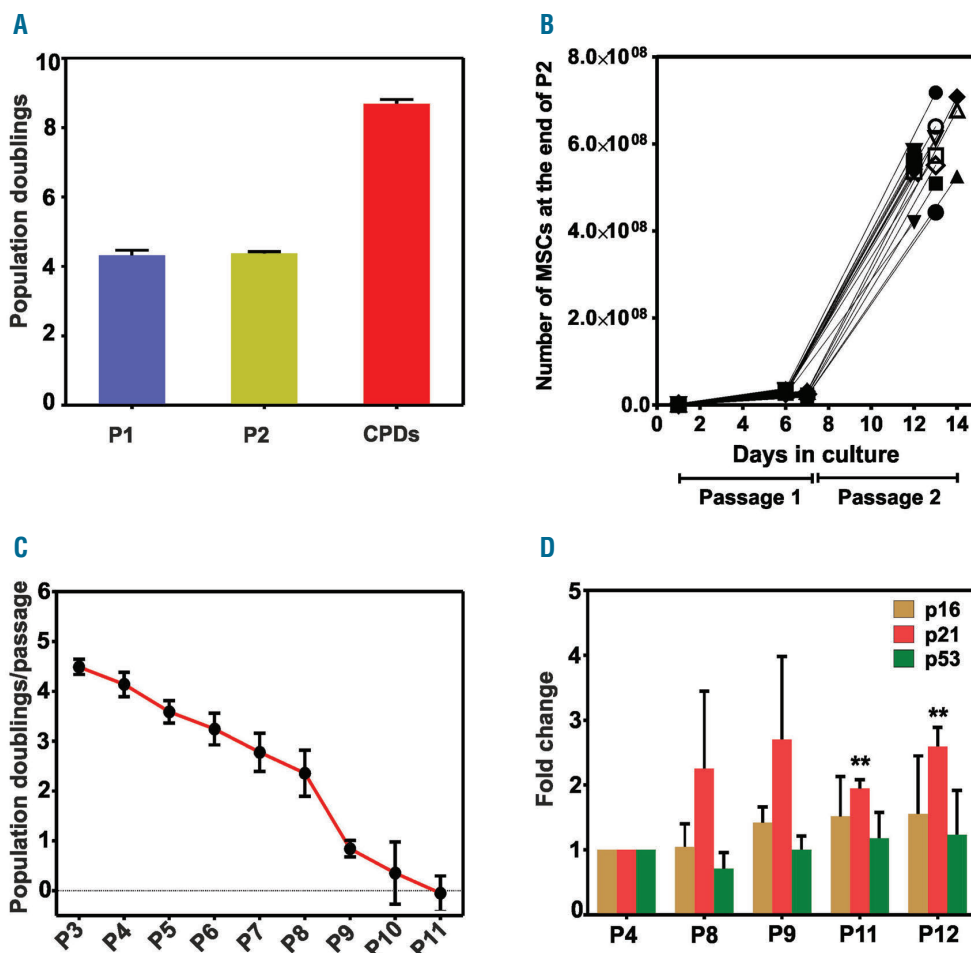 A
Population doublings
10
8
6
4
2
0
P1 P2 CPDs
B
Number of MSCs at the end of P2
8.0×10⁰⁸
6.0×10⁰⁸
4.0×10⁰⁸
2.0×10⁰⁸
0.0
0 2 4 6 8 10 12 14
Days in culture
Passage 1 Passage 2
C
Population doublings/passage
6
5
4
3
2
1
0
P3 P4 P5 P6 P7 P8 P9 P10 P11
D
Fold change
5
4
3
2
1
0
p16
p21
p53
** **
P4 P8 P9 P11 P12